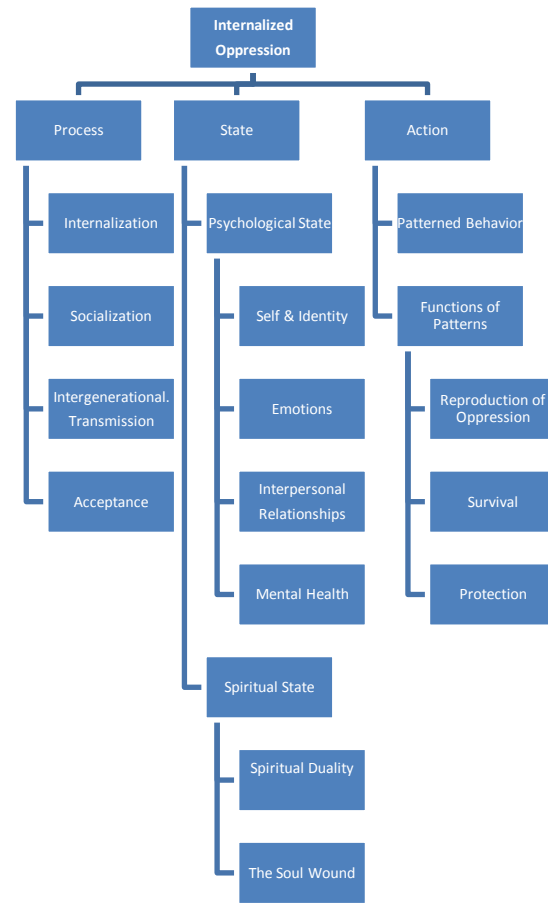 Internalized
Oppression
Process
State
Action
Internalization
Socialization
Intergenerational.
Transmission
Acceptance
Psychological State
Self & Identity
Emotions
Interpersonal
Relationships
Mental Health
Spiritual State
Spiritual Duality
The Soul Wound
Patterned Behavior
Functions of
Patterns
Reproduction of
Oppression
Survival
Protection